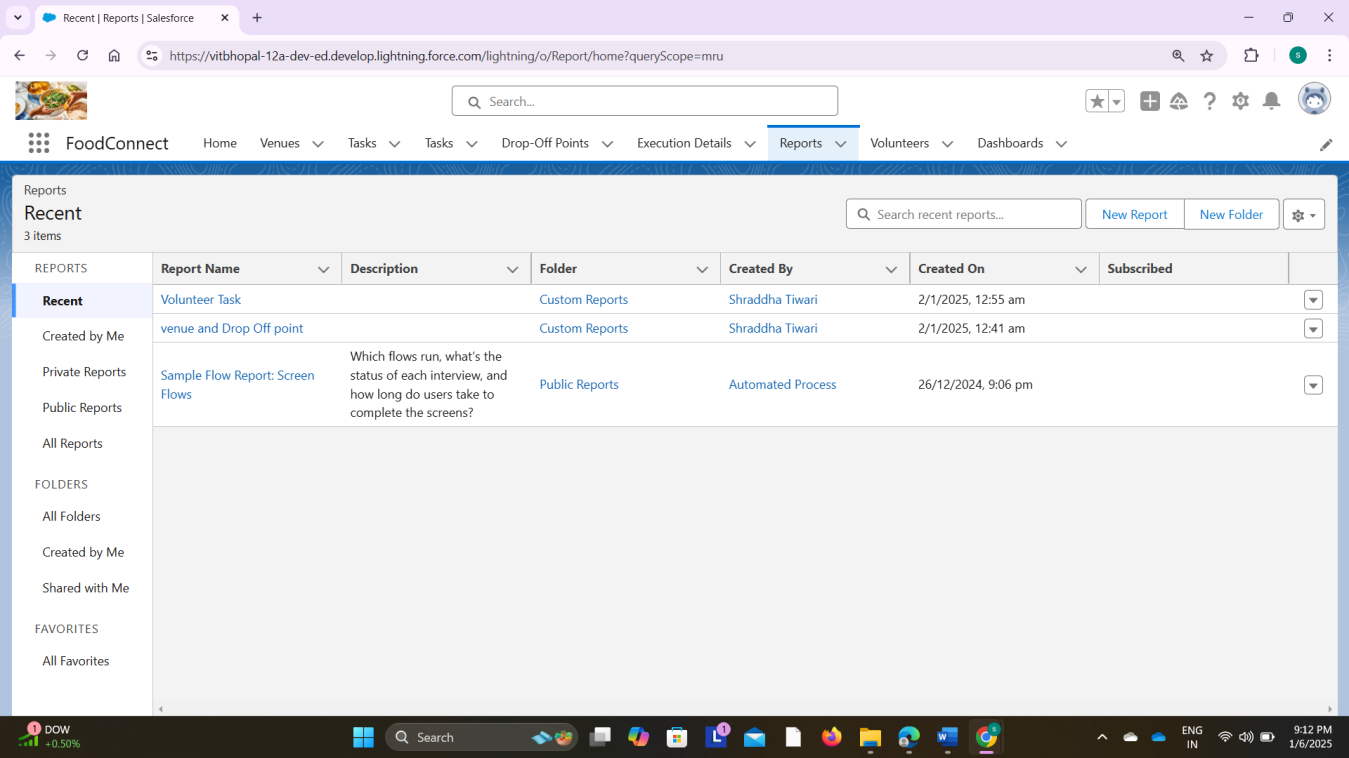 Recent | Reports | Salesforce
https://vitbhopal-12a-dev-ed.develop.lightning.force.com/lightning/o/Report/home?queryScope=mru
S
Search...
FoodConnect
Home
Venues
Tasks
Tasks
Drop-Off Points
Execution Details
Reports
Volunteers
Dashboards
Reports
Recent
3 items
Search recent reports...
New Report
New Folder
REPORTS
Recent
Created by Me
Private Reports
Public Reports
All Reports
FOLDERS
All Folders
Created by Me
Shared with Me
FAVORITES
All Favorites
Report Name Description Folder Created By Created On Subscribed
Volunteer Task Custom Reports Shraddha Tiwari 2/1/2025, 12:55 am
venue and Drop Off point Custom Reports Shraddha Tiwari 2/1/2025, 12:41 am
Sample Flow Report: Screen
Flows
Which flows run, what's the
status of each interview, and
how long do users take to
complete the screens?
Public Reports
Automated Process
26/12/2024, 9:06 pm
1
DOW
+0.50%
Search
L
1
W
S
ENG
IN
9:12 PM
1/6/2025